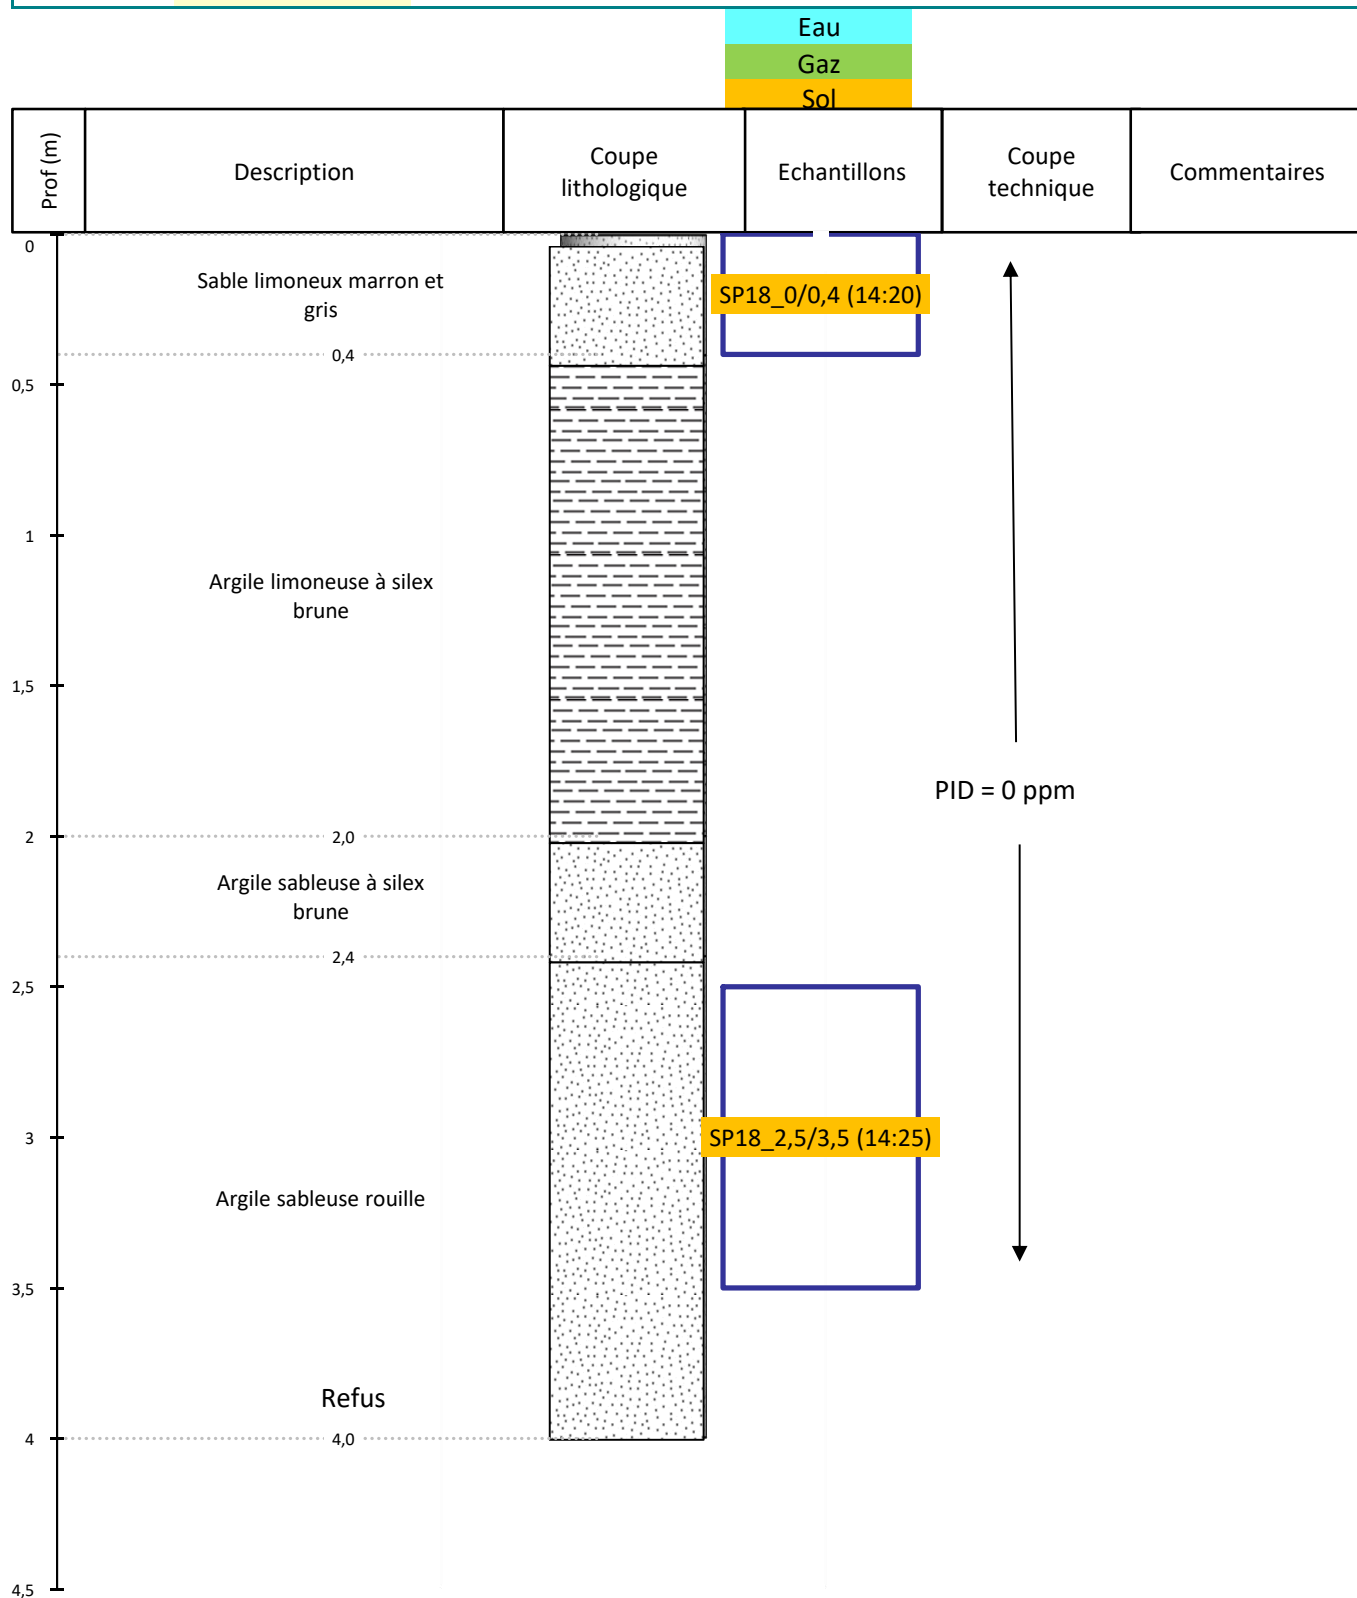 Eau
Gaz
Sol
Prof (m)
Description
Coupe
lithologique
Echantillons
Coupe
technique
Commentaires
0
Sable limoneux marron et
gris
SP18_0/0,4 (14:20)
0,4
0,5
1
Argile limoneuse à silex
brune
1,5
PID = 0 ppm
2
2,0
Argile sableuse à silex
brune
2,4
2,5
3
SP18_2,5/3,5 (14:25)
Argile sableuse rouille
3,5
Refus
4
4,0
4,5